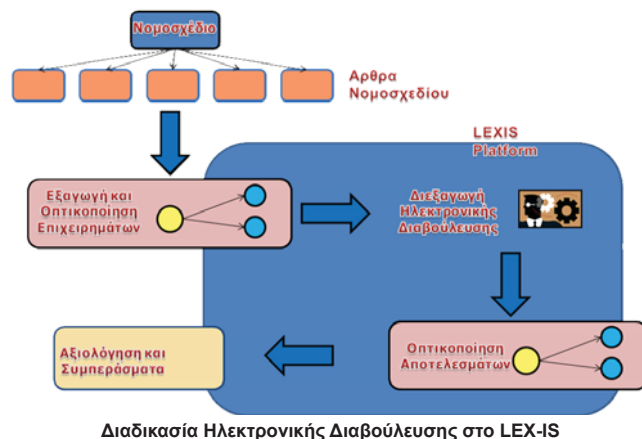 Νομοσχέδιο
Αρθρα
Νομοσχεδίου
LEXIS
Platform
Εξαγωγή και
Οπτικοποίηση
Επιχειρημάτων
Διεξαγωγή
Ηλεκτρονικής
Διαβούλευσης
Οπτικοποίηση
Αποτελεσμάτων
Αξιολόγηση και
Συμπεράσματα
Διαδικασία Ηλεκτρονικής Διαβούλευσης στο LEX-IS